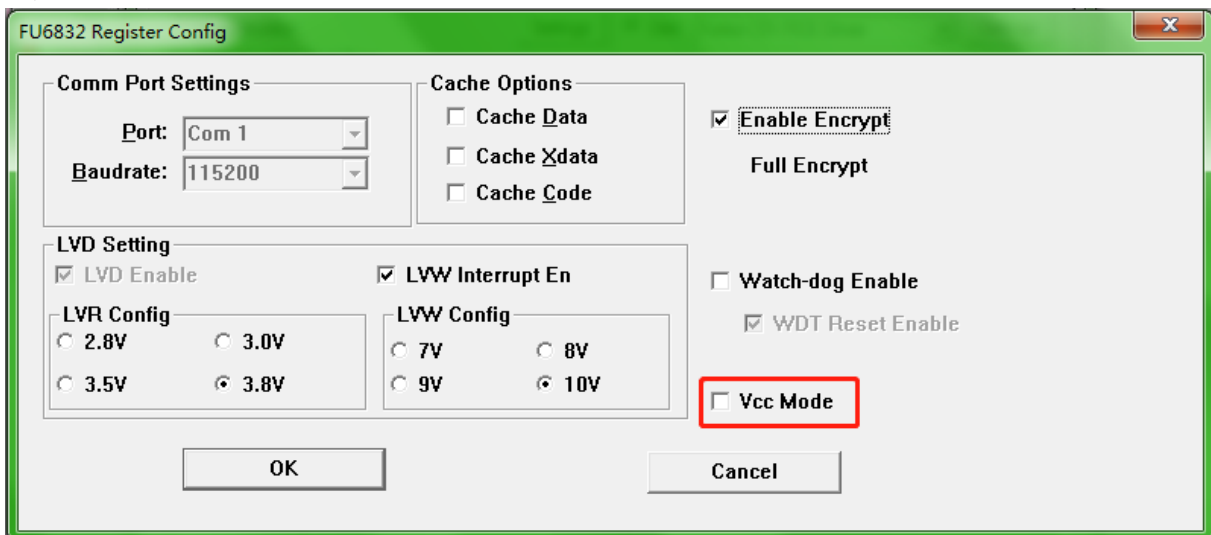 FU6832 Register Config
x
Comm Port Settings
Port: Com 1
Baudrate: 115200
Cache Options
Cache Data
Cache Xdata
Cache Code
Enable Encrypt
Full Encrypt
LVD Setting
LVD Enable
LVW Interrupt En
LVR Config
2.8V 3.0V
3.5V 3.8V
LVW Config
7V 8V
9V 10V
Watch-dog Enable
WDT Reset Enable
Vcc Mode
OK
Cancel